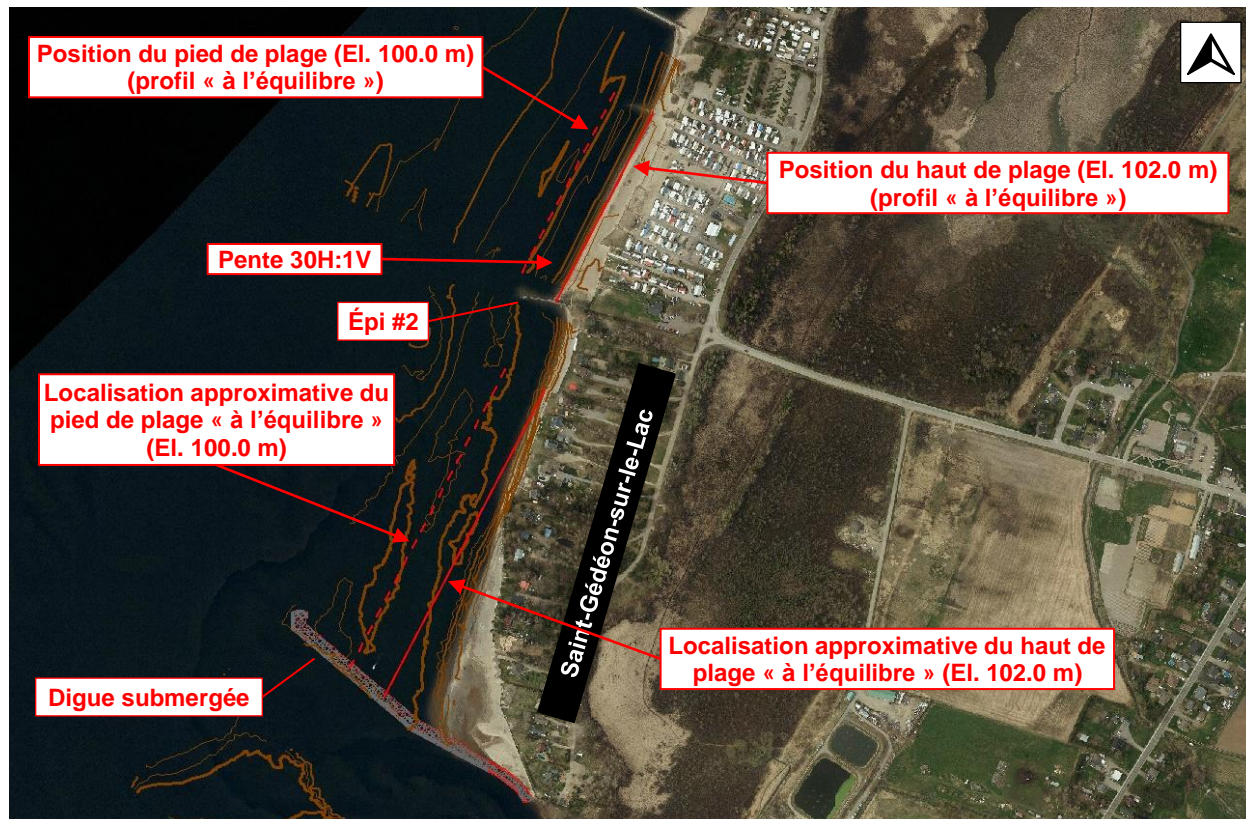 Position du pied de plage (El. 100.0 m)
(profil « à l'équilibre »)
Position du haut de plage (El. 102.0 m)
(profil « à l'équilibre »)
Pente 30H:1V
Épi #2
Localisation approximative du
pied de plage « à l'équilibre »
(El. 100.0 m)
Saint-Gédéon-sur-le-Lac
Localisation approximative du haut de
plage « à l'équilibre » (El. 102.0 m)
Digue submergée